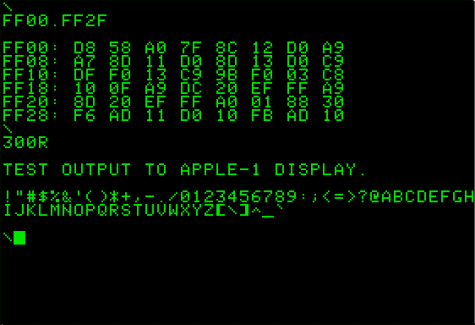 \
FF00.FF2F
FF00: D8 58 A0 7F 8C 12 D0 A9
FF08: A7 8D 11 D0 8D 13 D0 C9
FF10: DF F0 13 C9 9B F0 03 C8
FF18: 10 0F A9 DC 20 EF FF A9
FF20: 8D 20 EF FF A0 01 88 30
FF28: F6 AD 11 D0 10 FB AD 10
\
300R
TEST OUTPUT TO APPLE-1 DISPLAY.
!"#$%&'()*+,-./0123456789:;<=>?@ABCDEFGH
IJKLMNOPQRSTUVWXYZ[\]^_`
\